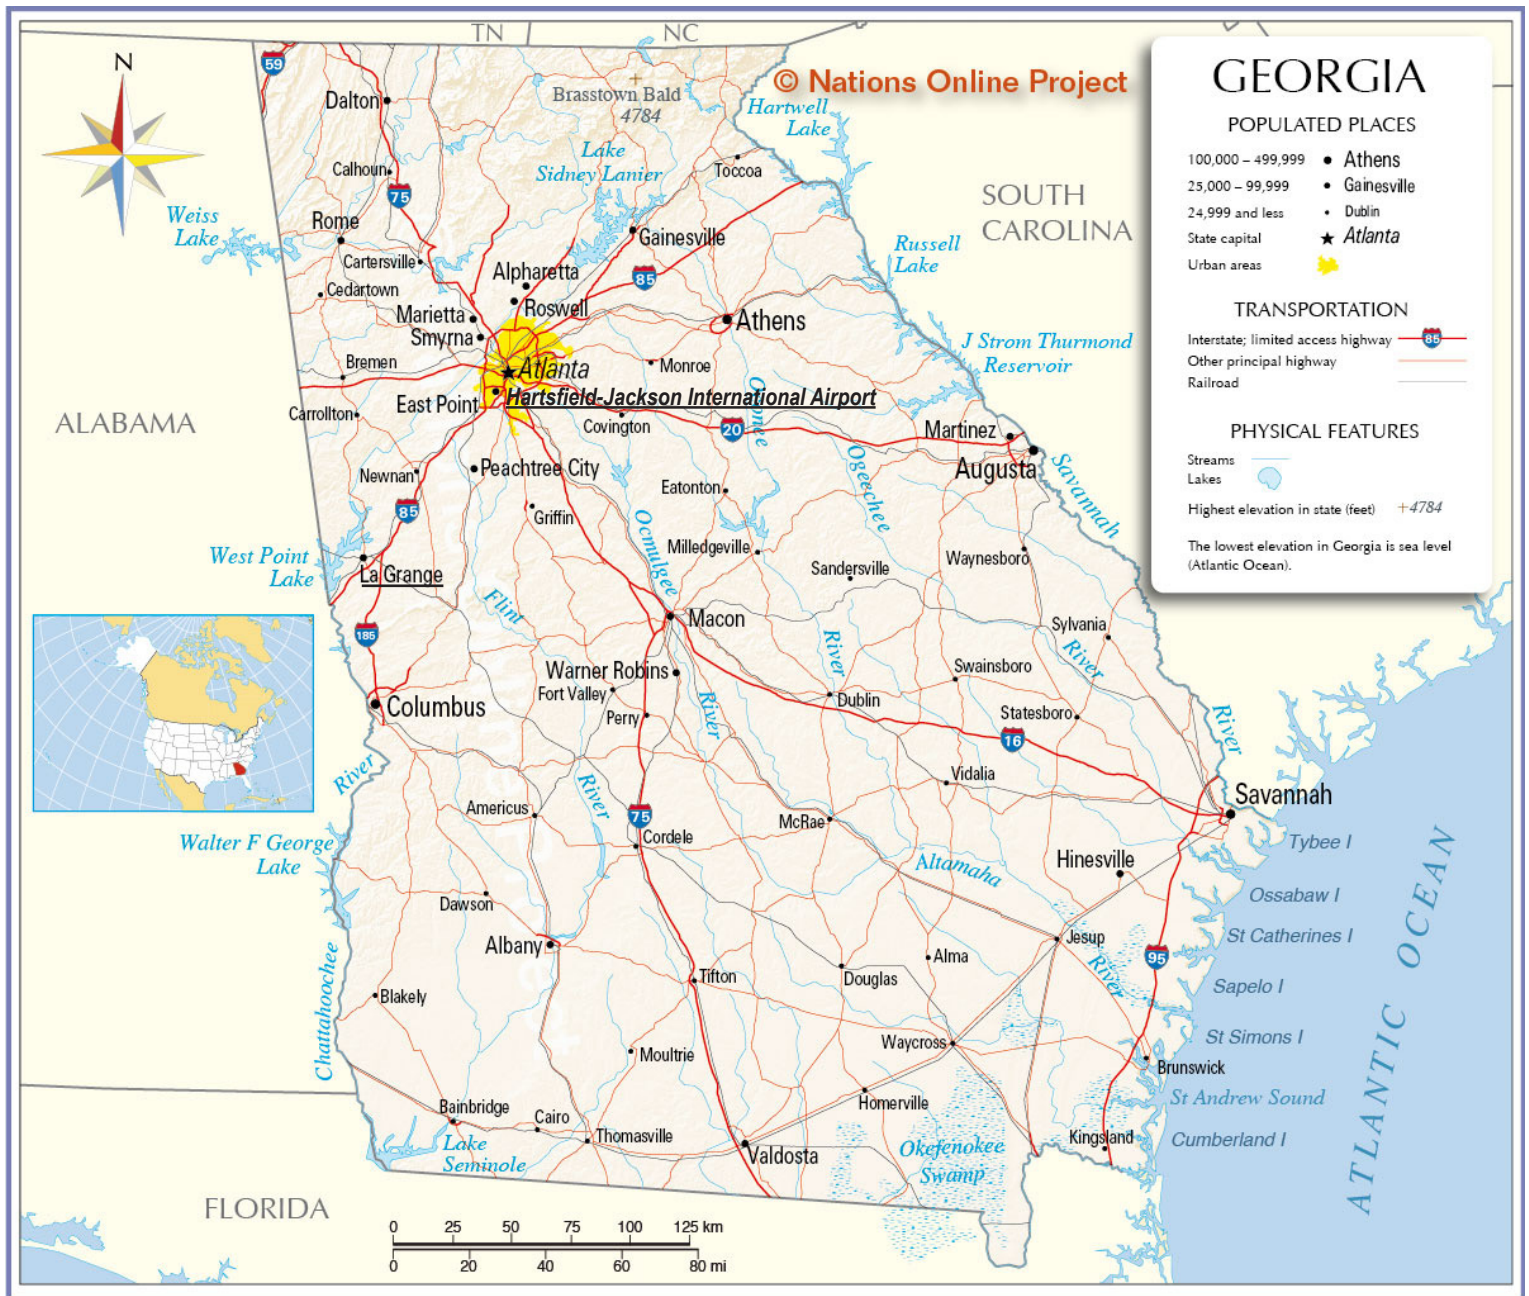 TN
NC
N
59
Dalton
Brasstown Bald
4784
© Nations Online Project
Hartwell
Lake
Calhoun
75
Lake
Sidney Lanier
Toccoa
SOUTH
CAROLINA
Weiss
Lake
Rome
Gainesville
Cartersville
Alpharetta
85
Russell
Lake
Cedartown
Roswell
Marietta
Smyrna
Athens
J Strom Thurmond
Reservoir
Bremen
Atlanta
Monroe
Oconee
Hartsfield-Jackson International Airport
East Point
ALABAMA
Carrollton
Covington
20
Martinez
Augusta
Savannah
Newnan
Peachtree City
Ogeechee
Eatonton
85
Griffin
Ocmulgee
Milledgeville
Waynesboro
West Point
Lake
La Grange
Sandersville
Flint
Macon
185
Sylvania
River
River
Warner Robins
Fort Valley
Swainsboro
Columbus
Perry
River
Dublin
Statesboro
River
16
River
River
Vidalia
Americus
75
McRae
Savannah
Walter F George
Lake
Cordele
Tybee I
Altamaha
Hinesville
Dawson
Ossabaw I
Albany
Jesup
St Catherines I
Alma
95
Chattahoochee
Blakely
Tifton
Douglas
River
Sapelo I
Waycross
St Simons I
Moultrie
Brunswick
Homerville
St Andrew Sound
Bainbridge
Cairo
Thomasville
Lake
Seminole
Valdosta
Okefenokee
Swamp
Kingsland
Cumberland I
ATLANTIC OCEAN
FLORIDA
0 25 50 75 100 125 km
0 20 40 60 80 mi
GEORGIA
POPULATED PLACES
100,000 – 499,999 Athens
25,000 – 99,999 Gainesville
24,999 and less Dublin
State capital Atlanta
Urban areas
TRANSPORTATION
Interstate; limited access highway 85
Other principal highway
Railroad
PHYSICAL FEATURES
Streams
Lakes
Highest elevation in state (feet) +4784
The lowest elevation in Georgia is sea level
(Atlantic Ocean).